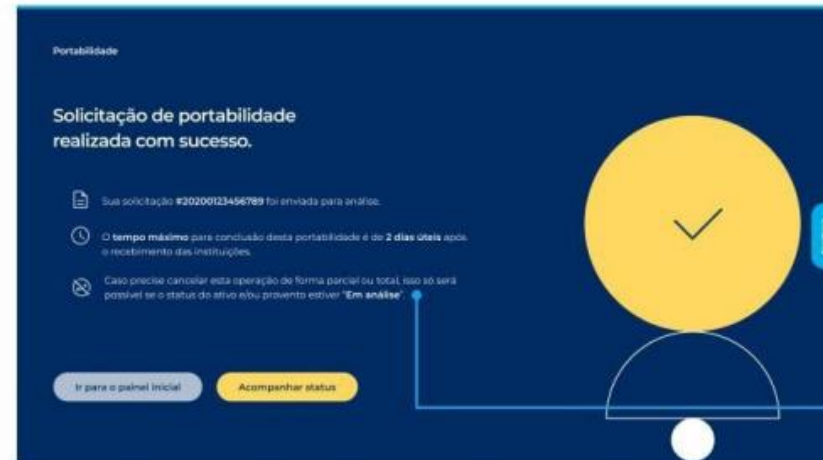 Portabilidade
Solicitação de portabilidade
realizada com sucesso.
Sua solicitação #20200123456789 foi enviada para análise.
O tempo máximo para conclusão desta portabilidade é de 2 dias úteis após
o recebimento das instituições.
Caso precise cancelar esta operação de forma parcial ou total, isso só será
possível se o status do ativo e/ou provento estiver "Em análise".
Ir para o painel inicial
Acompanhar status